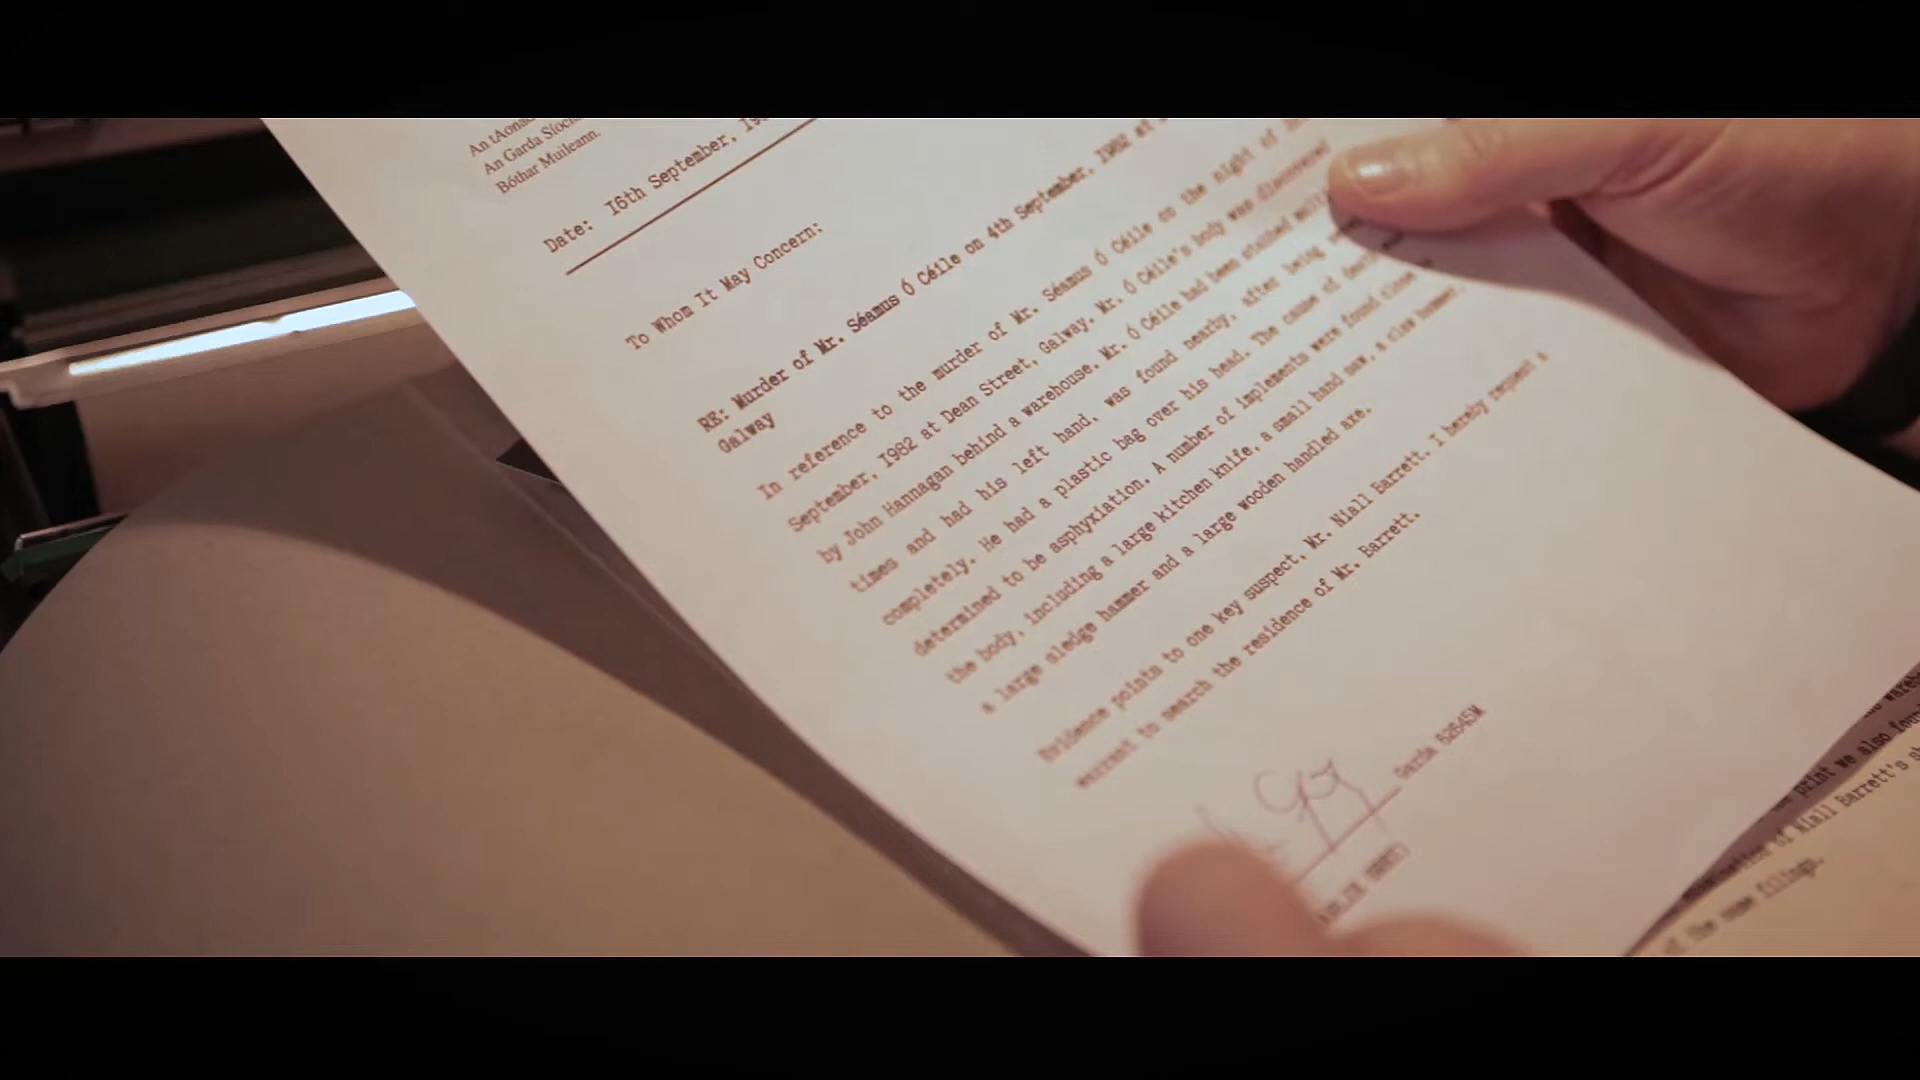 An tAonad
An Garda Síoch
Bóthar Muileann.
Date: I6th September, I9
To Whom It May Concern:
RE: Murder of Mr. Séamus Ó Céile on 4th September, I982 at
Galway
In reference to the murder of Mr. Séamus Ó Céile on the night of
September, I982 at Dean Street, Galway. Mr. Ó Céile's body was discovered
by John Hannagan behind a warehouse. Mr. Ó Céile had been stabbed
times and had his left hand, was found nearby, after being
completely. He had a plastic bag over his head. The cause of death
determined to be asphyxiation. A number of implements were found close
the body, including a large kitchen knife, a small hand saw, a claw hammer,
a large sledge hammer and a large wooden handled axe.
Evidence points to one key suspect, Mr. Niall Barrett. I hereby request a
warrant to search the residence of Mr. Barrett.
Garda 62645M
print we also
of Niall Barrett's
of the same filings.